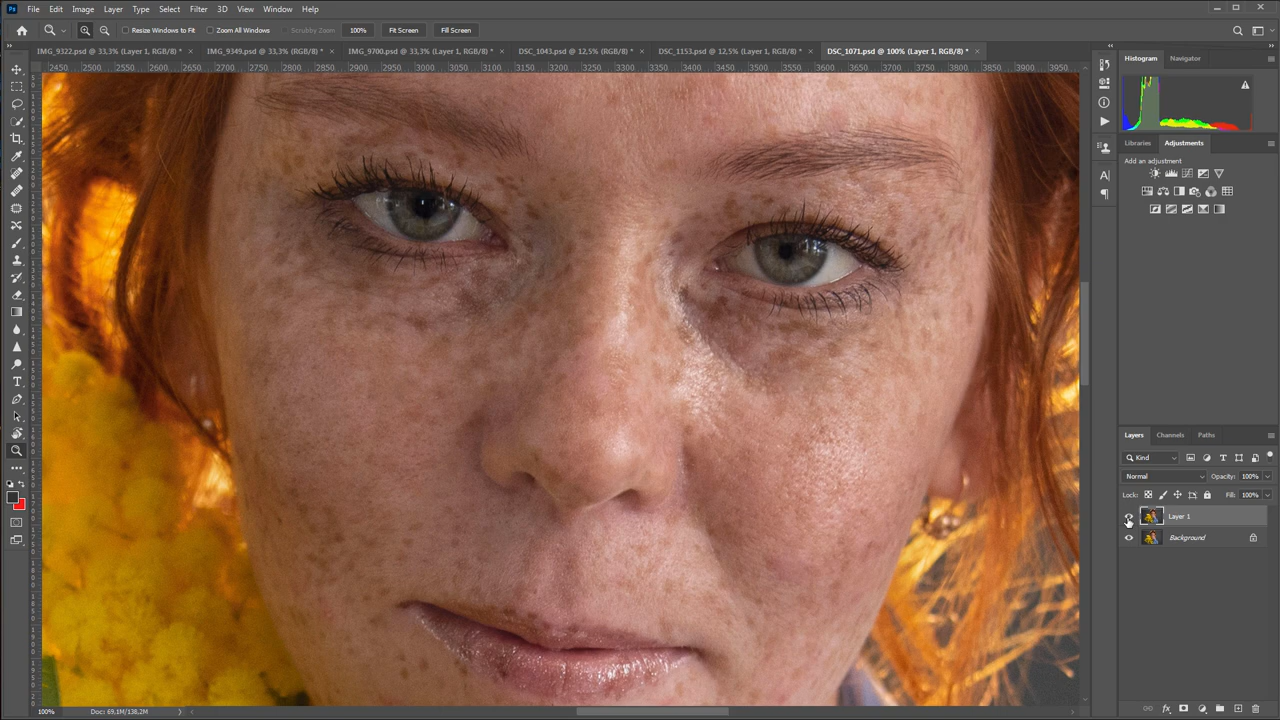 Ps File Edit Image Layer Type Select Filter 3D View Window Help
Resize Windows to Fit Zoom All Windows Scrubby Zoom 100% Fit Screen Fill Screen
IMG_9322.psd @ 33,3% (Layer 1, RGB/8) * × IMG_9349.psd @ 33,3% (RGB/8) * × IMG_9700.psd @ 33,3% (Layer 1, RGB/8) * × DSC_1043.psd @ 12,5% (RGB/8) * × DSC_1153.psd @ 12,5% (Layer 1, RGB/8) * × DSC_1071.psd @ 100% (Layer 1, RGB/8) * ×
2450 2500 2550 2600 2650 2700 2750 2800 2850 2900 2950 3000 3050 3100 3150 3200 3250 3300 3350 3400 3450 3500 3550 3600 3650 3700 3750 3800 3850 3900 3950
Histogram Navigator
Libraries Adjustments
Add an adjustment
Layers Channels Paths
Kind
Normal Opacity: 100%
Lock: Fill: 100%
Layer 1
Background
100% Doc: 69,1M/138,2M